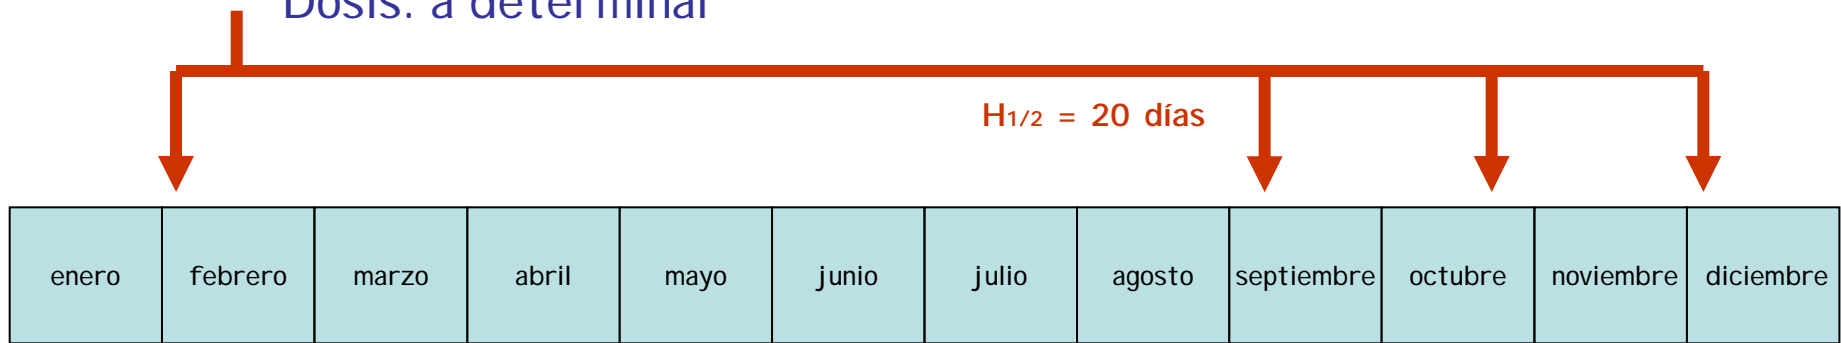 Dosis: a determinar
H1/2 = 20 días
enero febrero marzo abril mayo junio julio agosto septiembre octubre noviembre diciembre